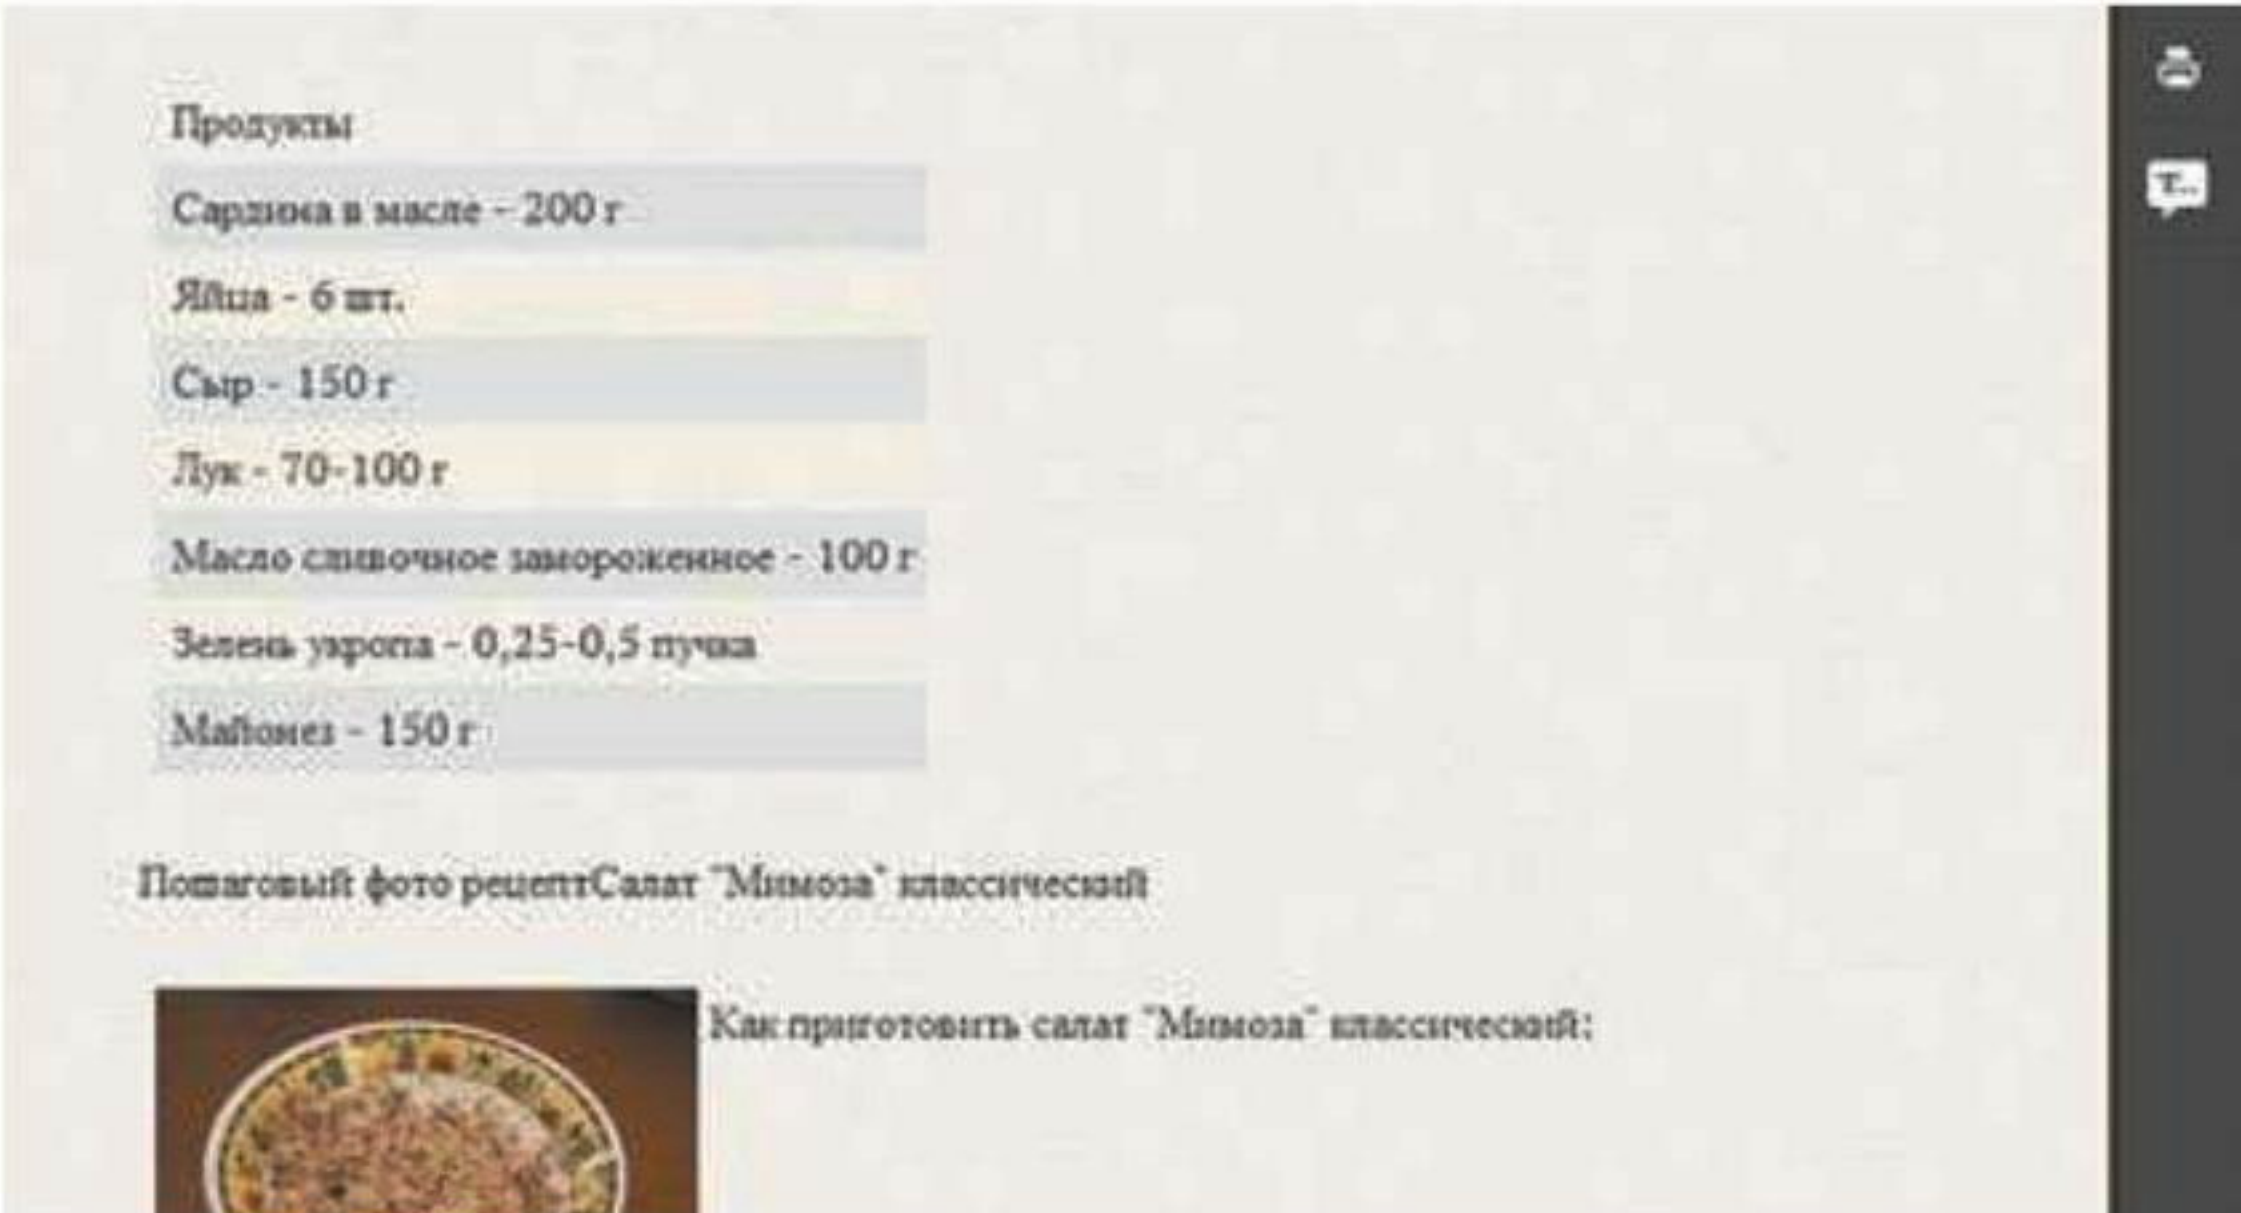 Продукты
Сардина в масле - 200 г
Яйца - 6 шт.
Сыр - 150 г
Лук - 70-100 г
Масло сливочное замороженное - 100 г
Зелень укропа - 0,25-0,5 пучка
Майонез - 150 г
Пошаговый фото рецептСалат "Мимоза" классический
Как приготовить салат "Мимоза" классический:
T...